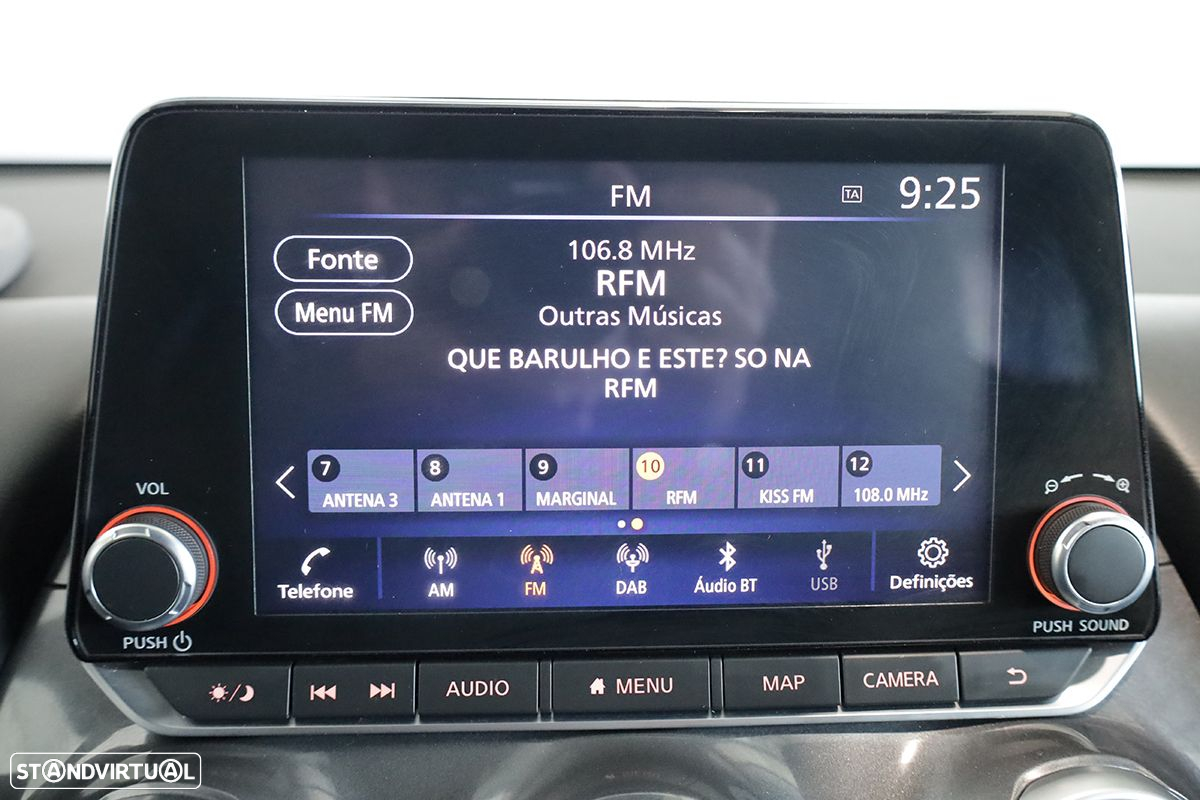 FM
TA
9:25
Fonte
106.8 MHz
RFM
Menu FM
Outras Músicas
QUE BARULHO E ESTE? SO NA
RFM
7
8
9
10
11
12
ANTENA 3
ANTENA 1
MARGINAL
RFM
KISS FM
108.0 MHz
VOL
Telefone
AM
FM
DAB
Áudio BT
USB
Definições
PUSH
PUSH SOUND
AUDIO
MENU
MAP
CAMERA
STANDVIRTUAL